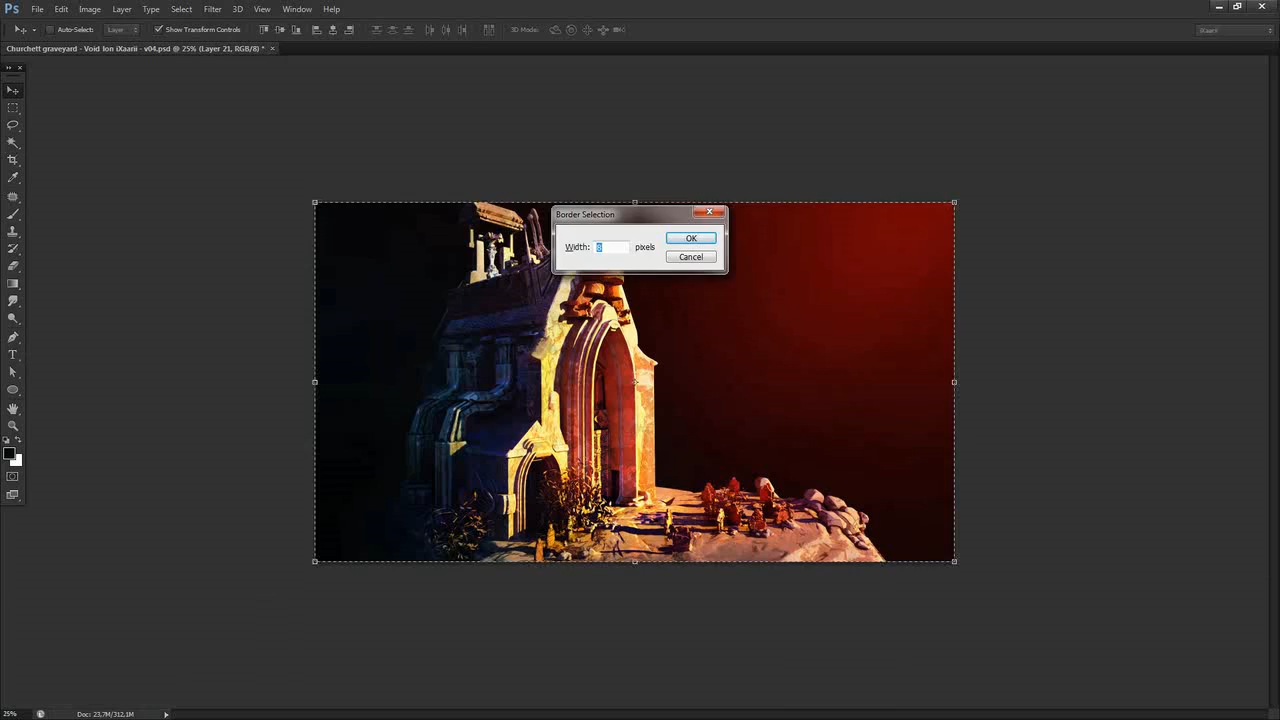 Ps File Edit Image Layer Type Select Filter 3D View Window Help
Auto-Select: Layer Show Transform Controls 3D Mode: iXaarii
Churchett graveyard - Void Ion iXaarii - v04.psd @ 25% (Layer 21, RGB/8) *
Border Selection
Width: 6 pixels
OK
Cancel
T
25% Doc: 23,7M/312,1M